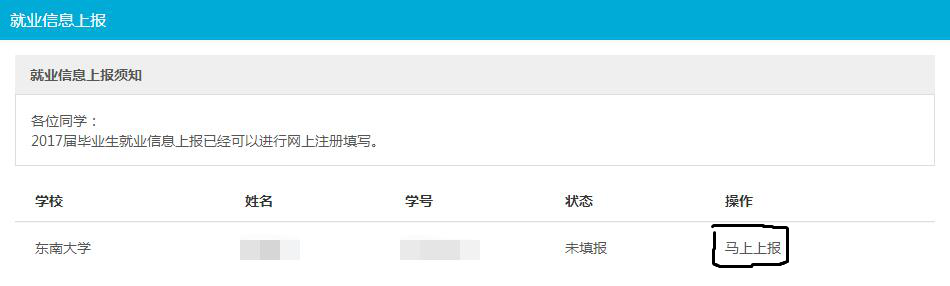 就业信息上报
就业信息上报须知
各位同学：
2017届毕业生就业信息上报已经可以进行网上注册填写。
学校 姓名 学号 状态 操作
东南大学 未填报 马上上报